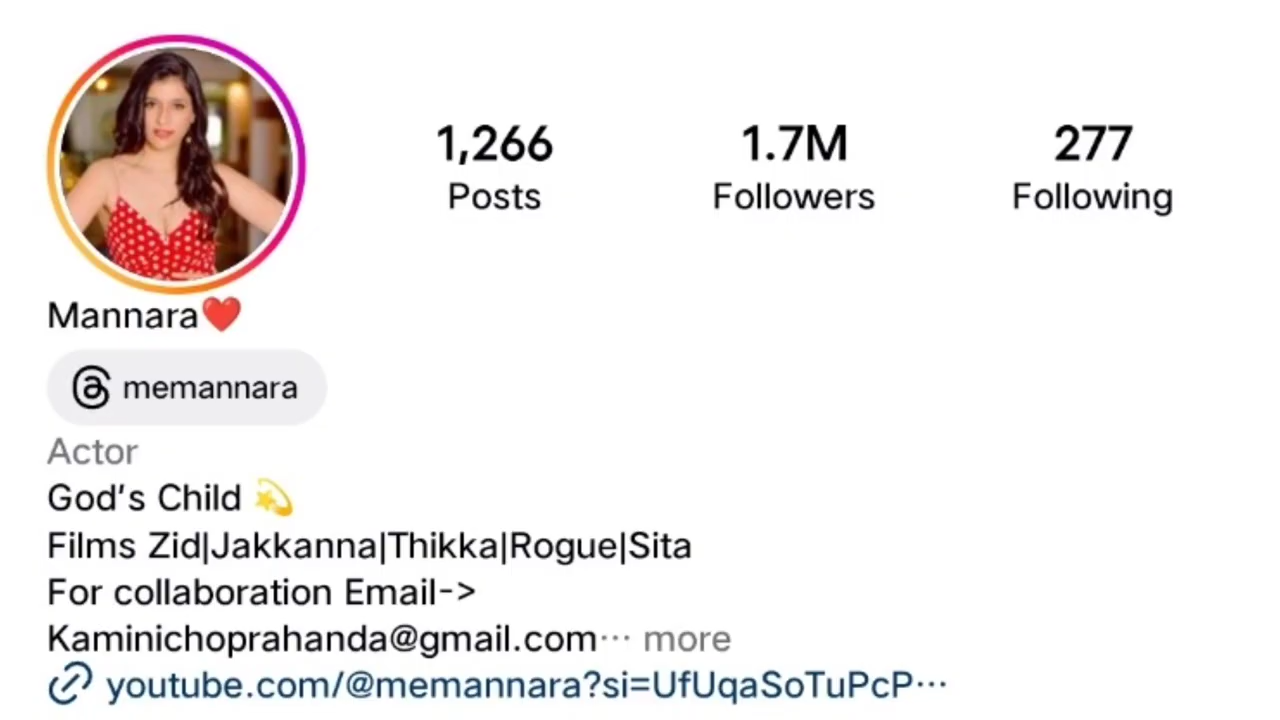 1,266
Posts
1.7M
Followers
277
Following
Mannara❤️
memannara
Actor
God's Child 💫
Films Zid|Jakkanna|Thikka|Rogue|Sita
For collaboration Email->
Kaminichoprahanda@gmail.com… more
youtube.com/@memannara?si=UfUqaSoTuPcP…